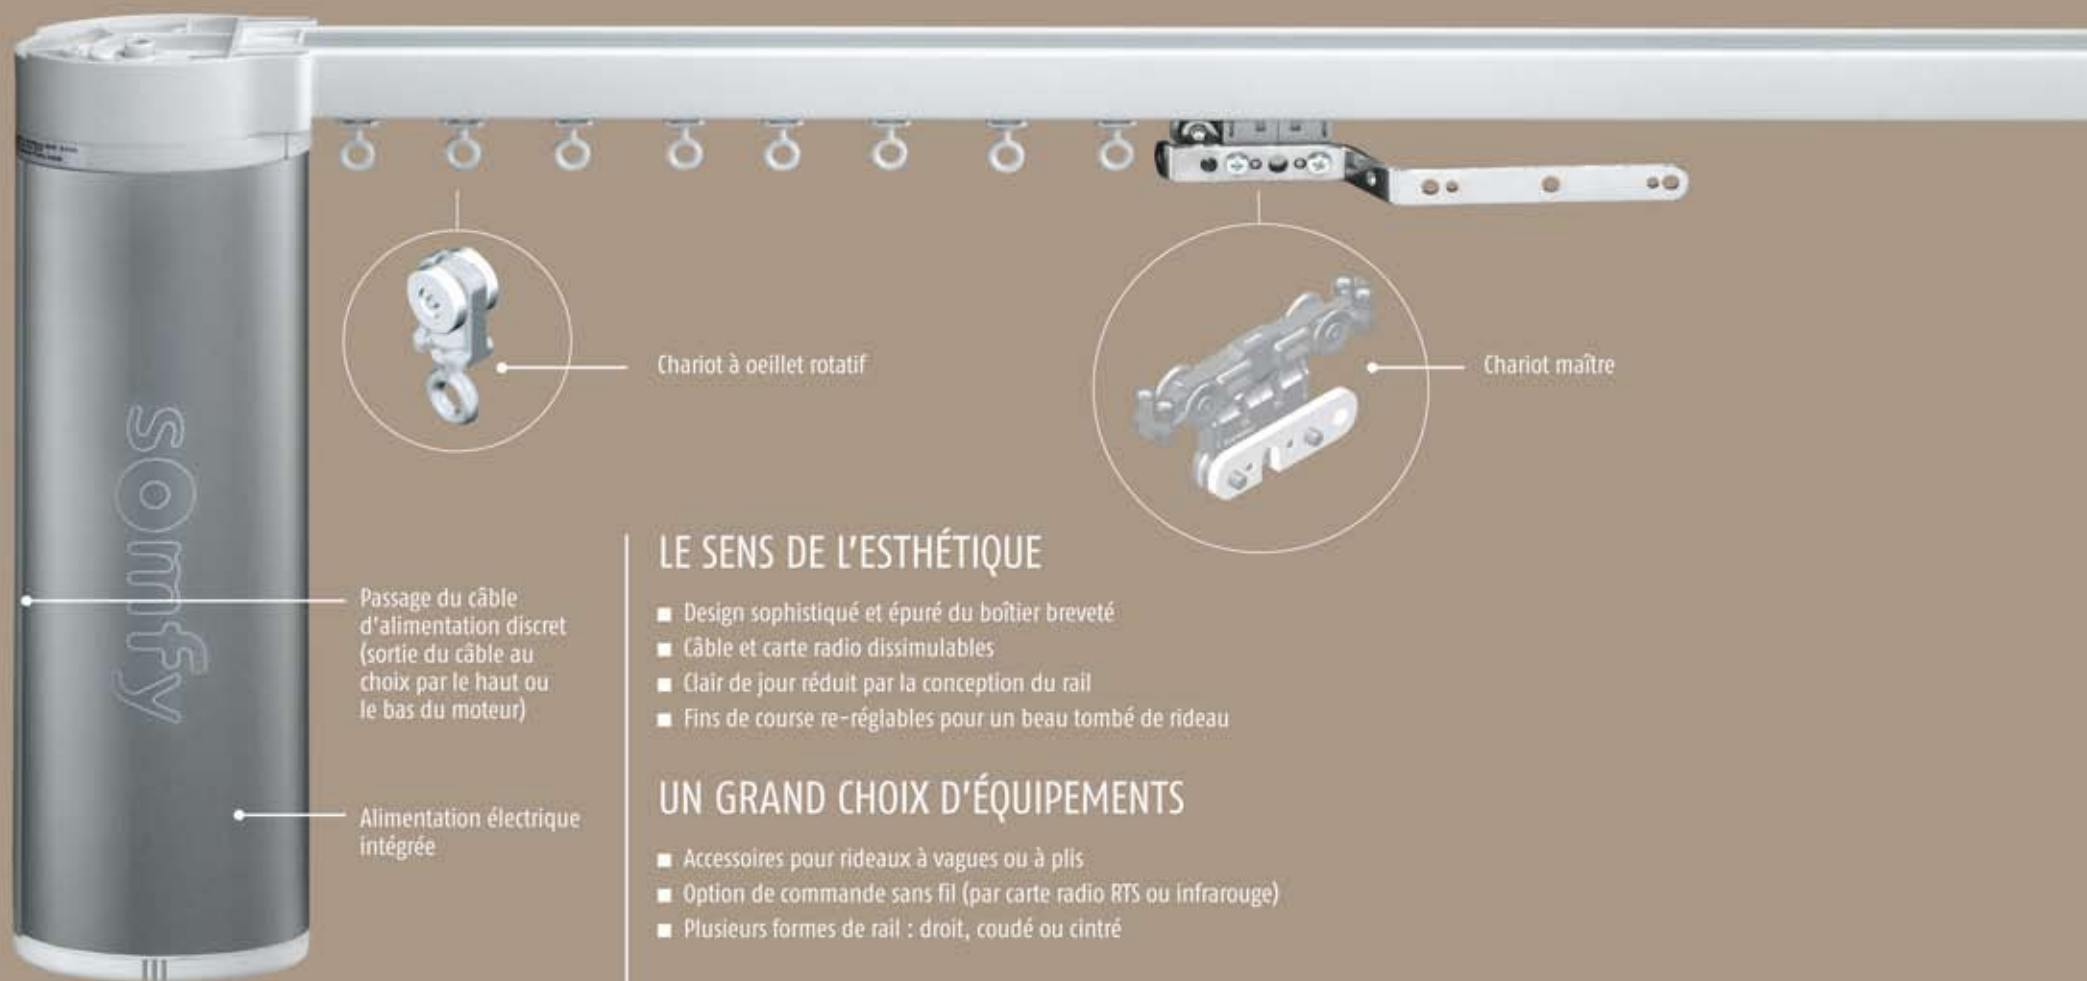 Chariot à oeillet rotatif
Chariot maître
somfy
Passage du câble
d'alimentation discret
(sortie du câble au
choix par le haut ou
le bas du moteur)
Alimentation électrique
intégrée
LE SENS DE L'ESTHÉTIQUE
■ Design sophistiqué et épuré du boîtier breveté
■ Câble et carte radio dissimulables
■ Clair de jour réduit par la conception du rail
■ Fins de course re-réglables pour un beau tombé de rideau
UN GRAND CHOIX D'ÉQUIPEMENTS
■ Accessoires pour rideaux à vagues ou à plis
■ Option de commande sans fil (par carte radio RTS ou infrarouge)
■ Plusieurs formes de rail : droit, coudé ou cintré